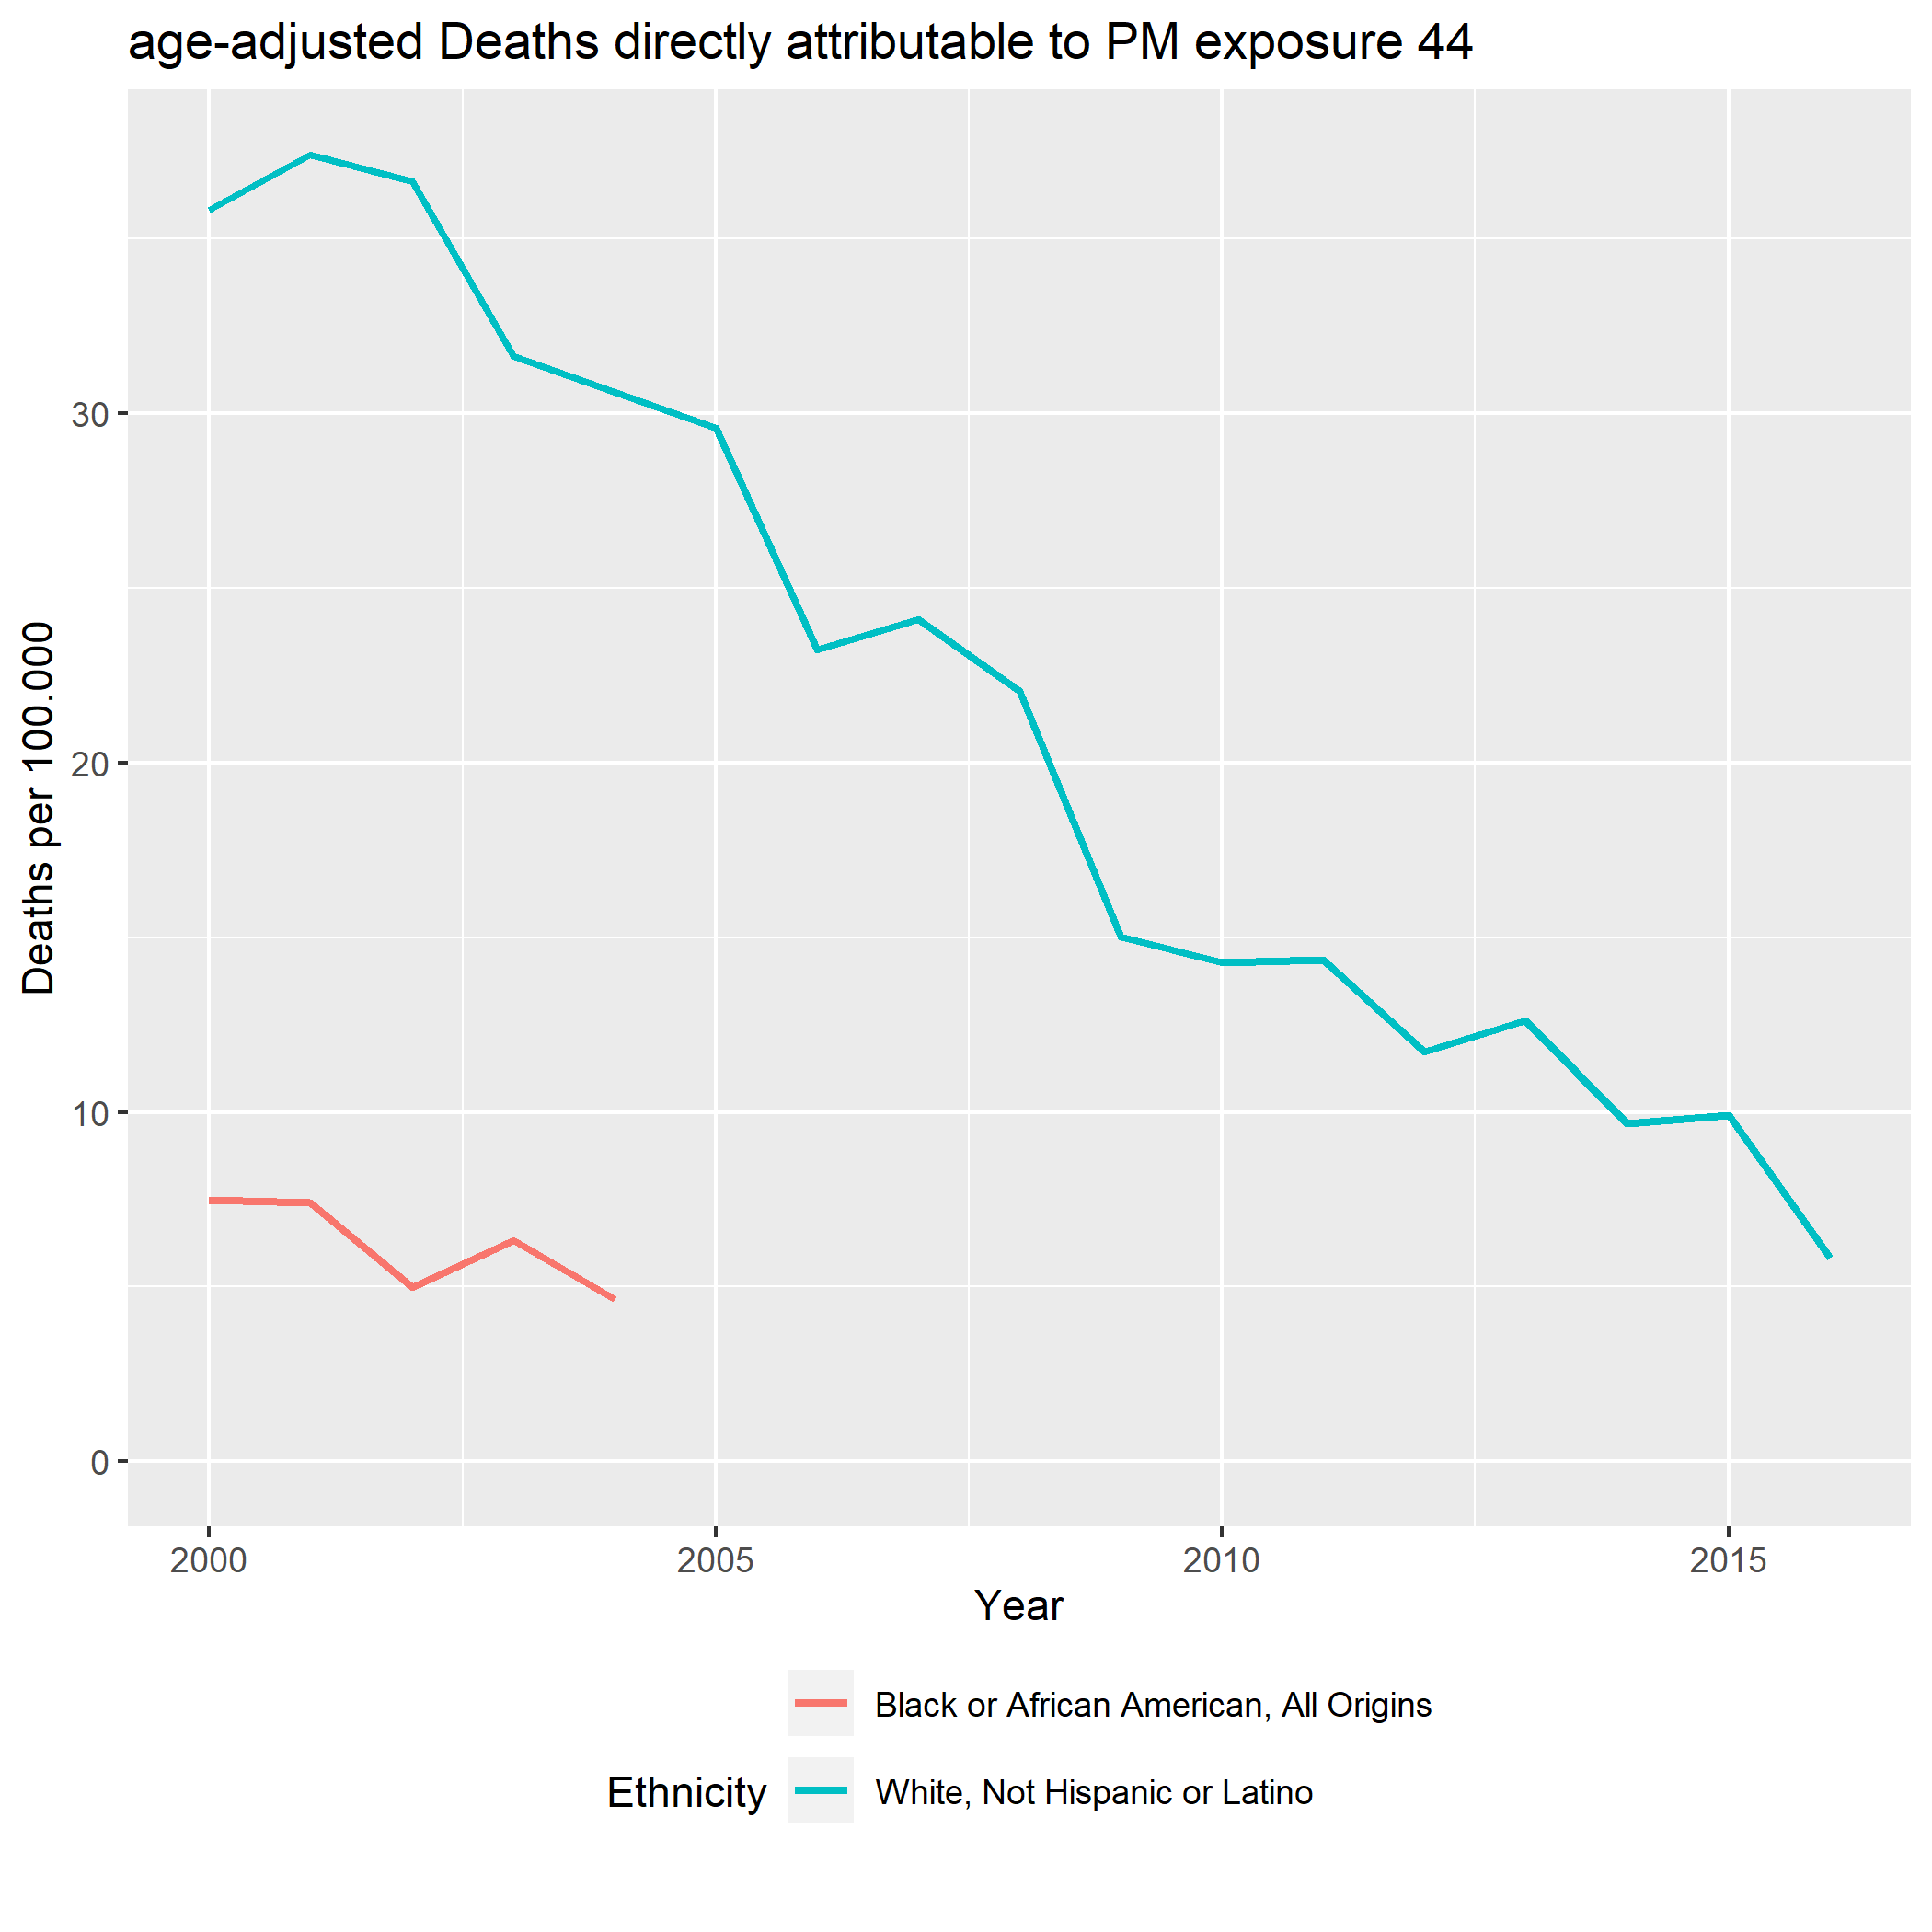 age-adjusted Deaths directly attributable to PM exposure 44
Deaths per 100.000
30
20
10
0
2000 2005 2010 2015
Year
Ethnicity
Black or African American, All Origins
White, Not Hispanic or Latino